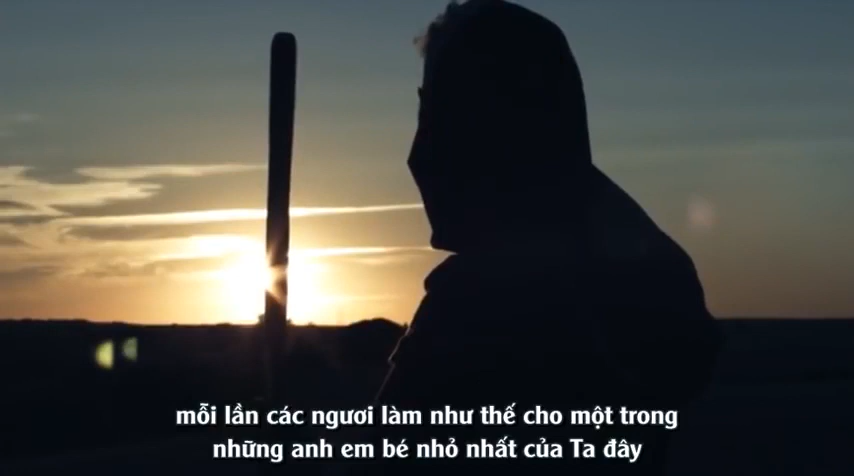 mỗi lần các ngươi làm như thế cho một trong
những anh em bé nhỏ nhất của Ta đây